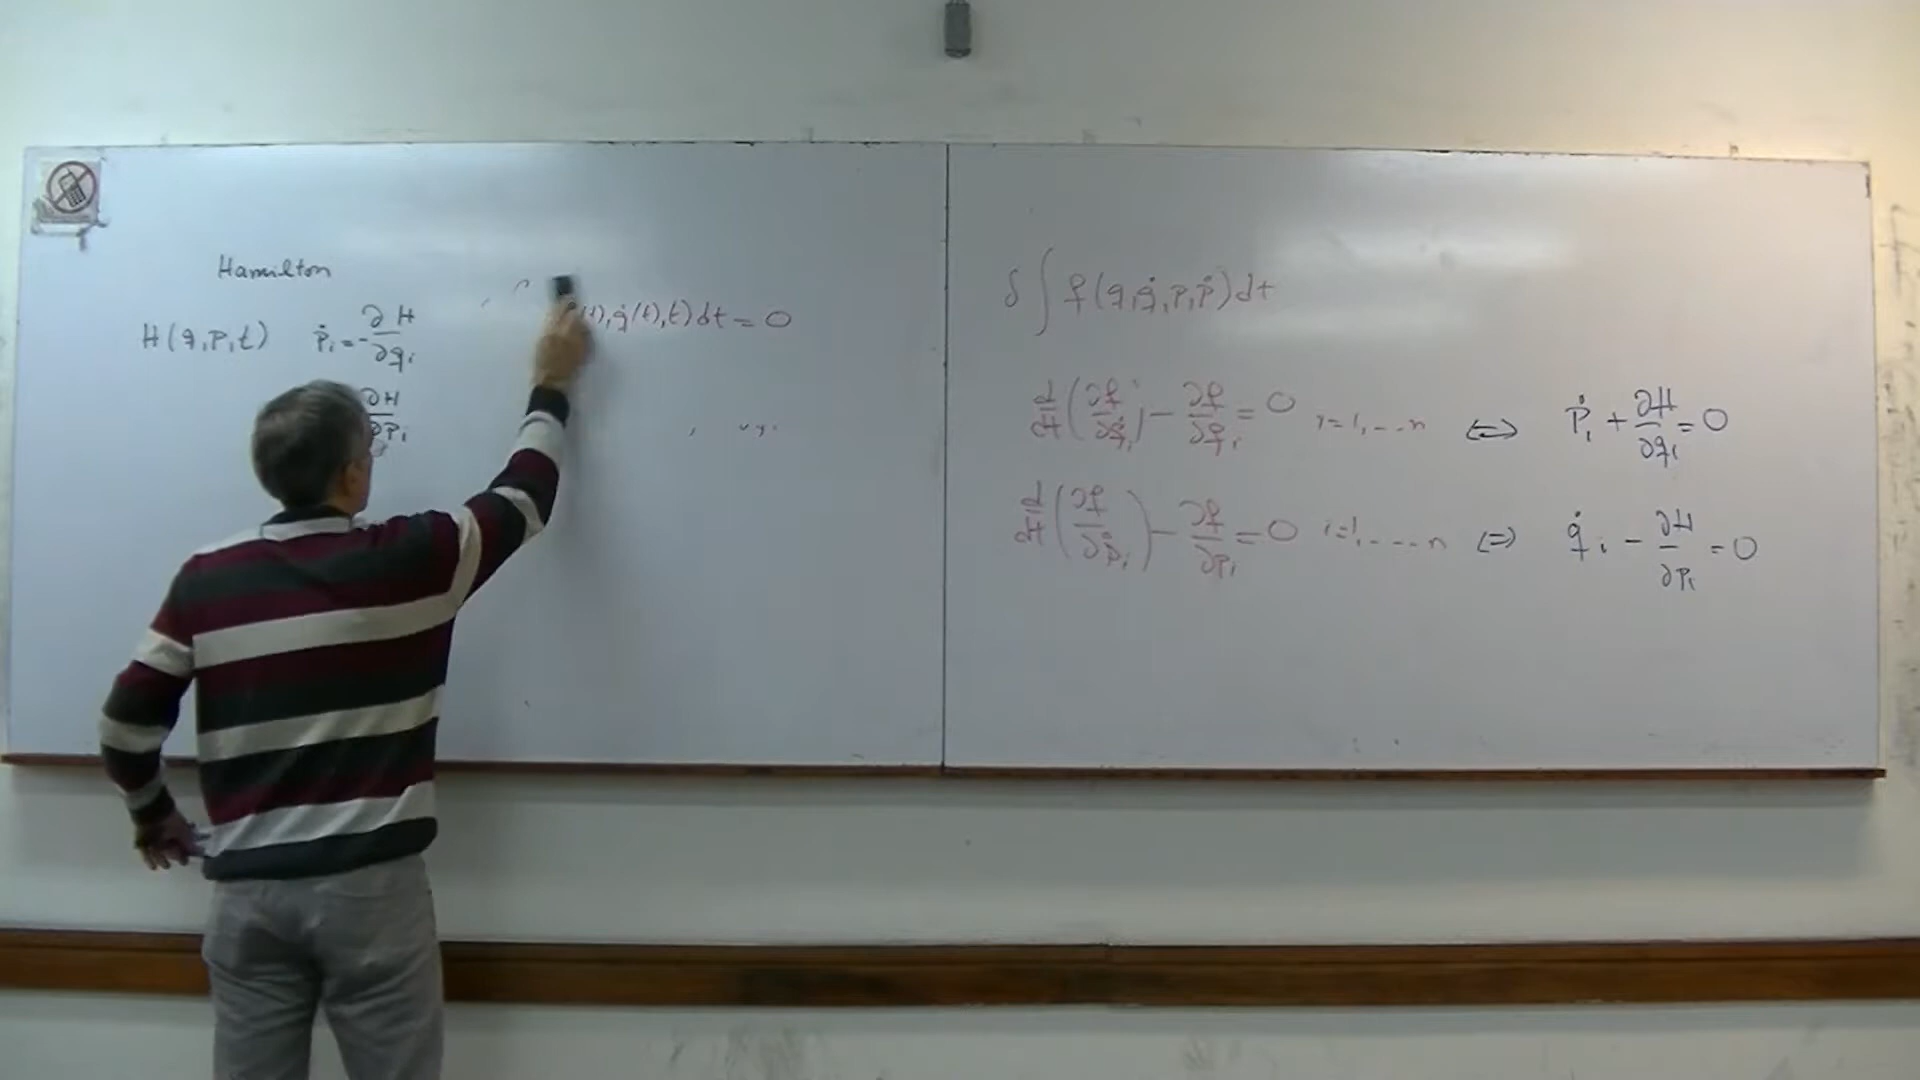 Hamilton
H(q,p,t) ṗᵢ = -∂H/∂qᵢ
∂H/∂pᵢ
(t), q̇(t), t) dt = 0
δ∫ f(q, q̇, p, ṗ) dt
d/dt (∂f/∂q̇ᵢ) - ∂f/∂qᵢ = 0 i=1,...n ⇔ ṗᵢ + ∂H/∂qᵢ = 0
d/dt (∂f/∂ṗᵢ) - ∂f/∂pᵢ = 0 i=1,....n ⇔ q̇ᵢ - ∂H/∂pᵢ = 0